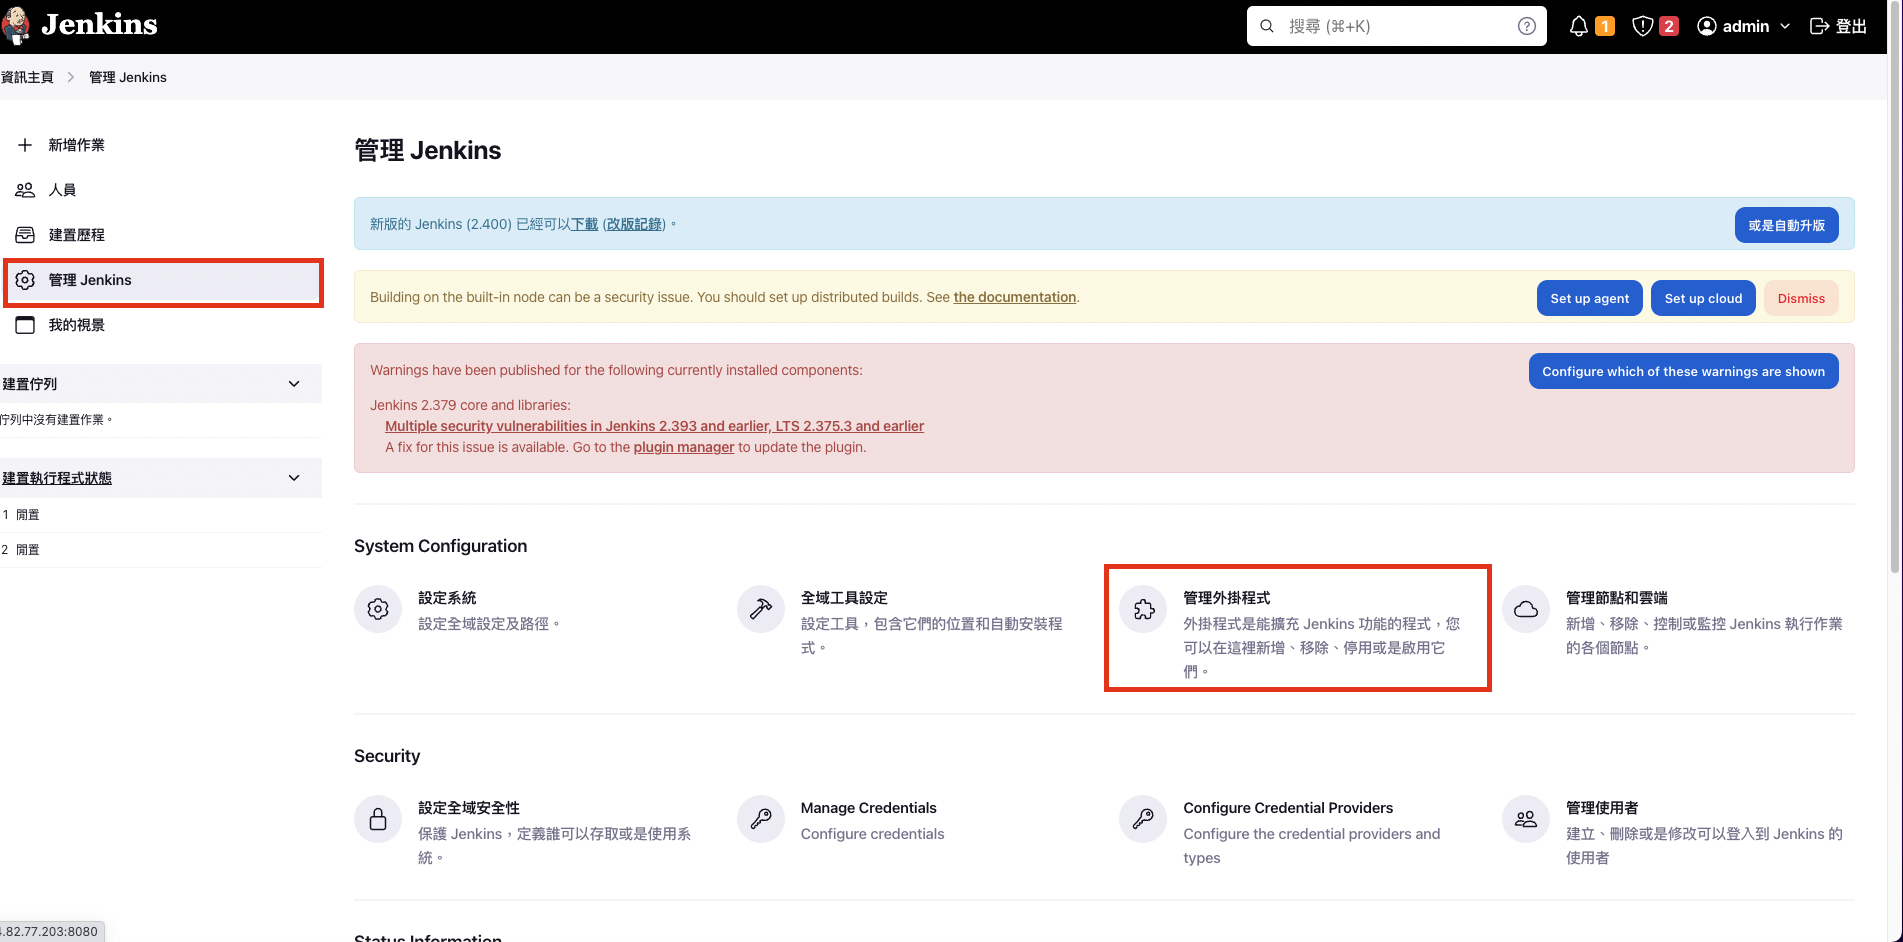 Jenkins
搜尋 (⌘+K)
1
2
admin
登出
資訊主頁
管理 Jenkins
新增作業
人員
建置歷程
管理 Jenkins
我的視景
建置佇列
佇列中沒有建置作業。
建置執行程式狀態
1 閒置
2 閒置
管理 Jenkins
新版的 Jenkins (2.400) 已經可以下載 (改版記錄)。
或是自動升版
Building on the built-in node can be a security issue. You should set up distributed builds. See the documentation.
Set up agent
Set up cloud
Dismiss
Warnings have been published for the following currently installed components:
Configure which of these warnings are shown
Jenkins 2.379 core and libraries:
Multiple security vulnerabilities in Jenkins 2.393 and earlier, LTS 2.375.3 and earlier
A fix for this issue is available. Go to the plugin manager to update the plugin.
System Configuration
設定系統
設定全域設定及路徑。
全域工具設定
設定工具，包含它們的位置和自動安裝程
式。
管理外掛程式
外掛程式是能擴充 Jenkins 功能的程式，您
可以在這裡新增、移除、停用或是啟用它
們。
管理節點和雲端
新增、移除、控制或監控 Jenkins 執行作業
的各個節點。
Security
設定全域安全性
保護 Jenkins，定義誰可以存取或是使用系
統。
Manage Credentials
Configure credentials
Configure Credential Providers
Configure the credential providers and
types
管理使用者
建立、刪除或是修改可以登入到 Jenkins 的
使用者
Status Information
.82.77.203:8080